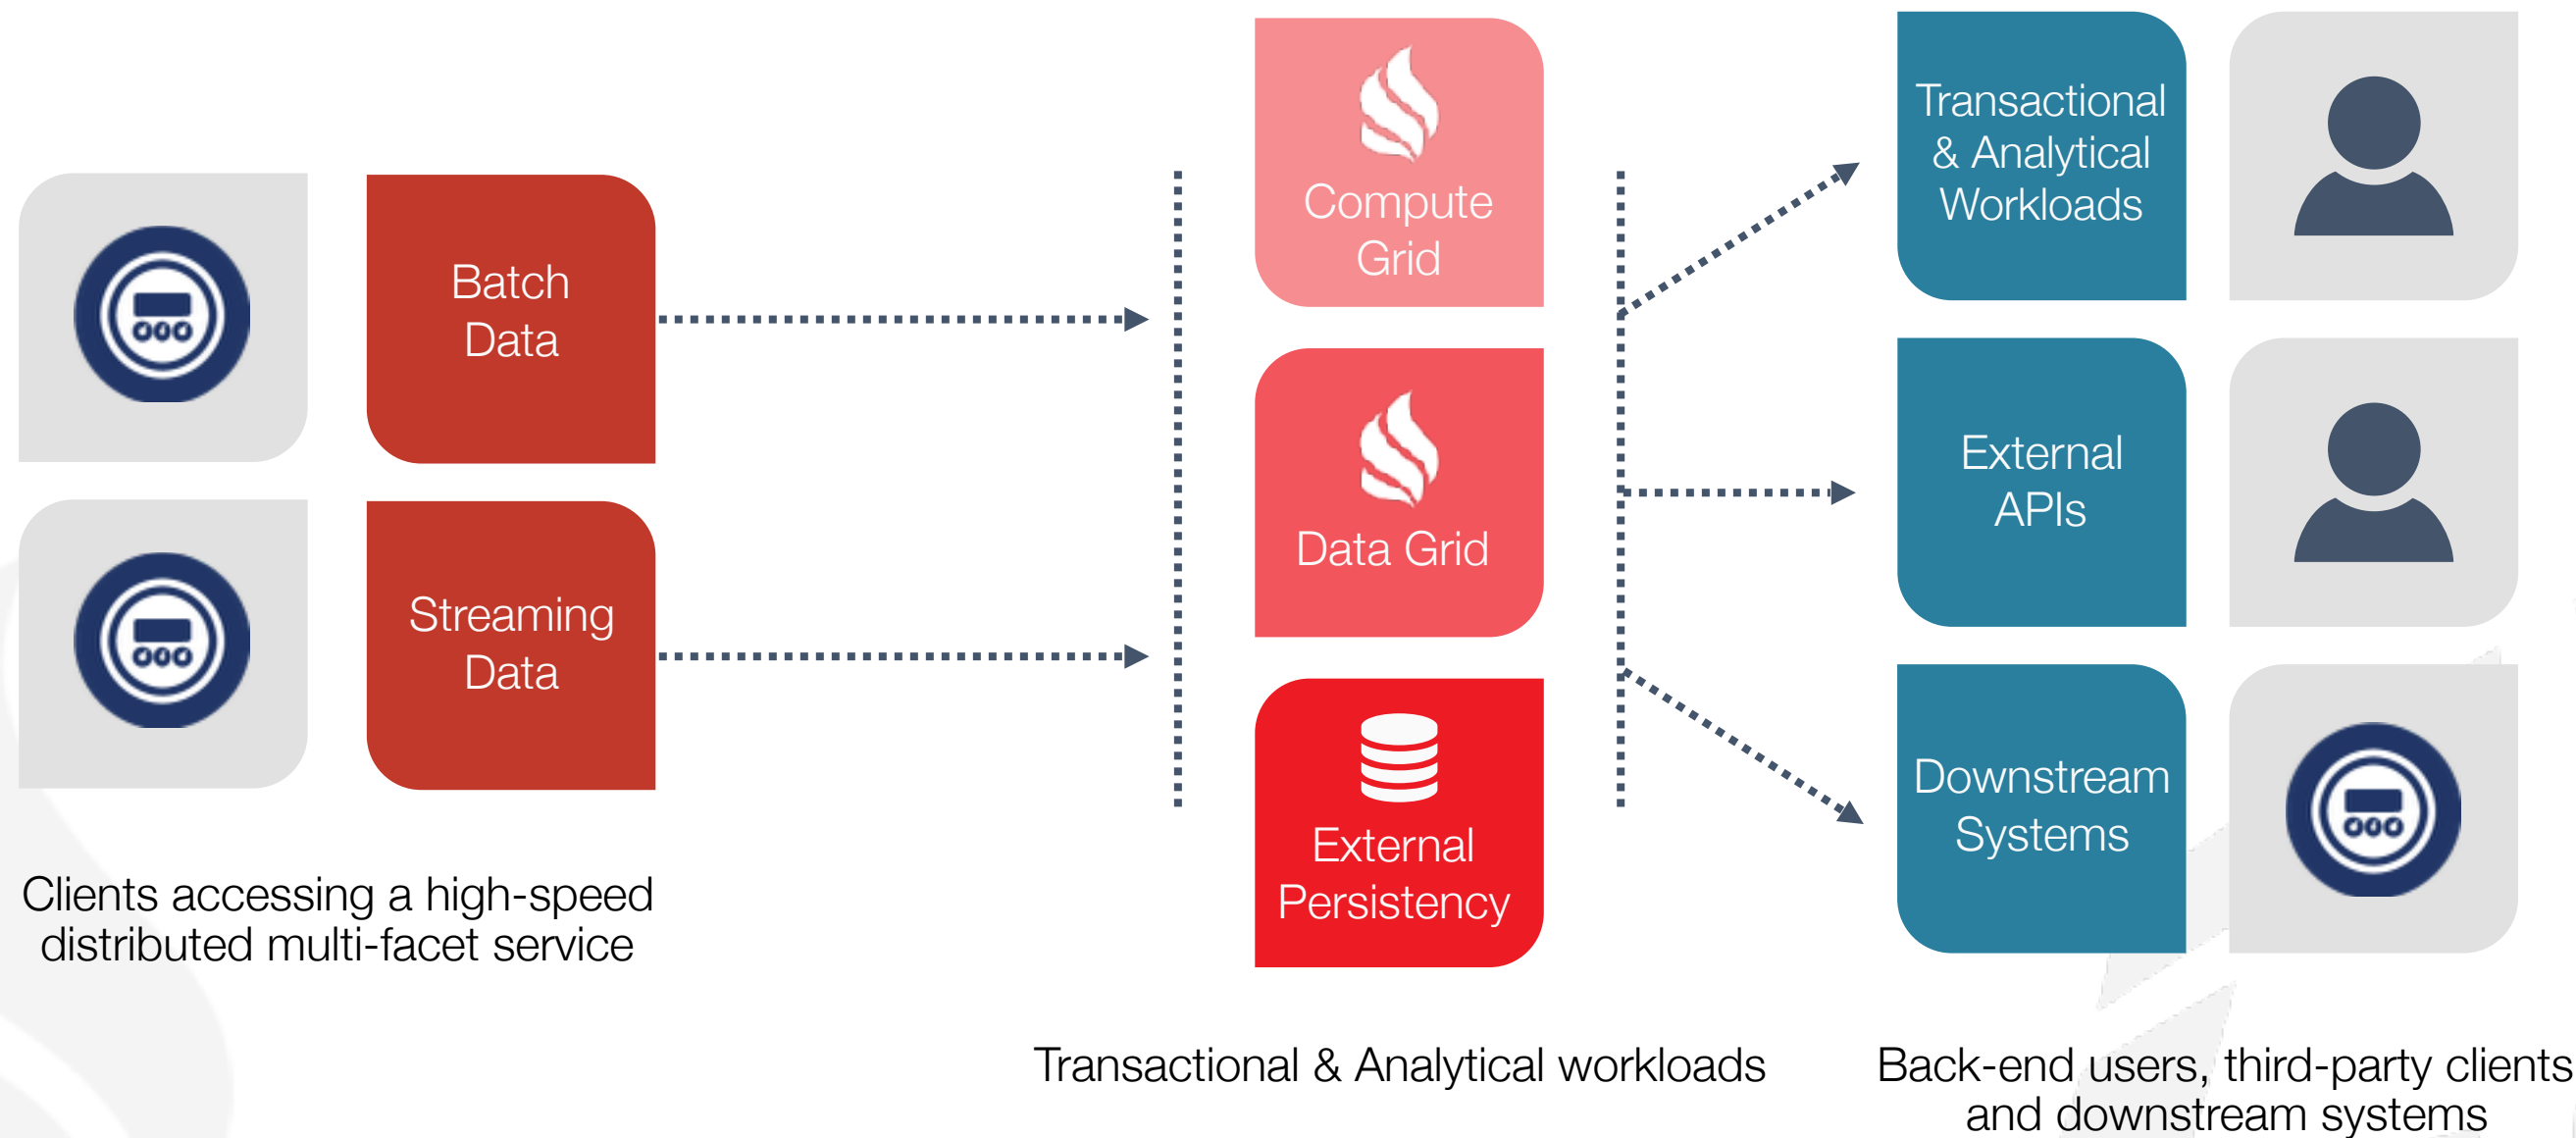 Batch
Data
Streaming
Data
Clients accessing a high-speed
distributed multi-facet service
Compute
Grid
Data Grid
External
Persistency
Transactional & Analytical workloads
Transactional
& Analytical
Workloads
External
APIs
Downstream
Systems
Back-end users, third-party clients
and downstream systems